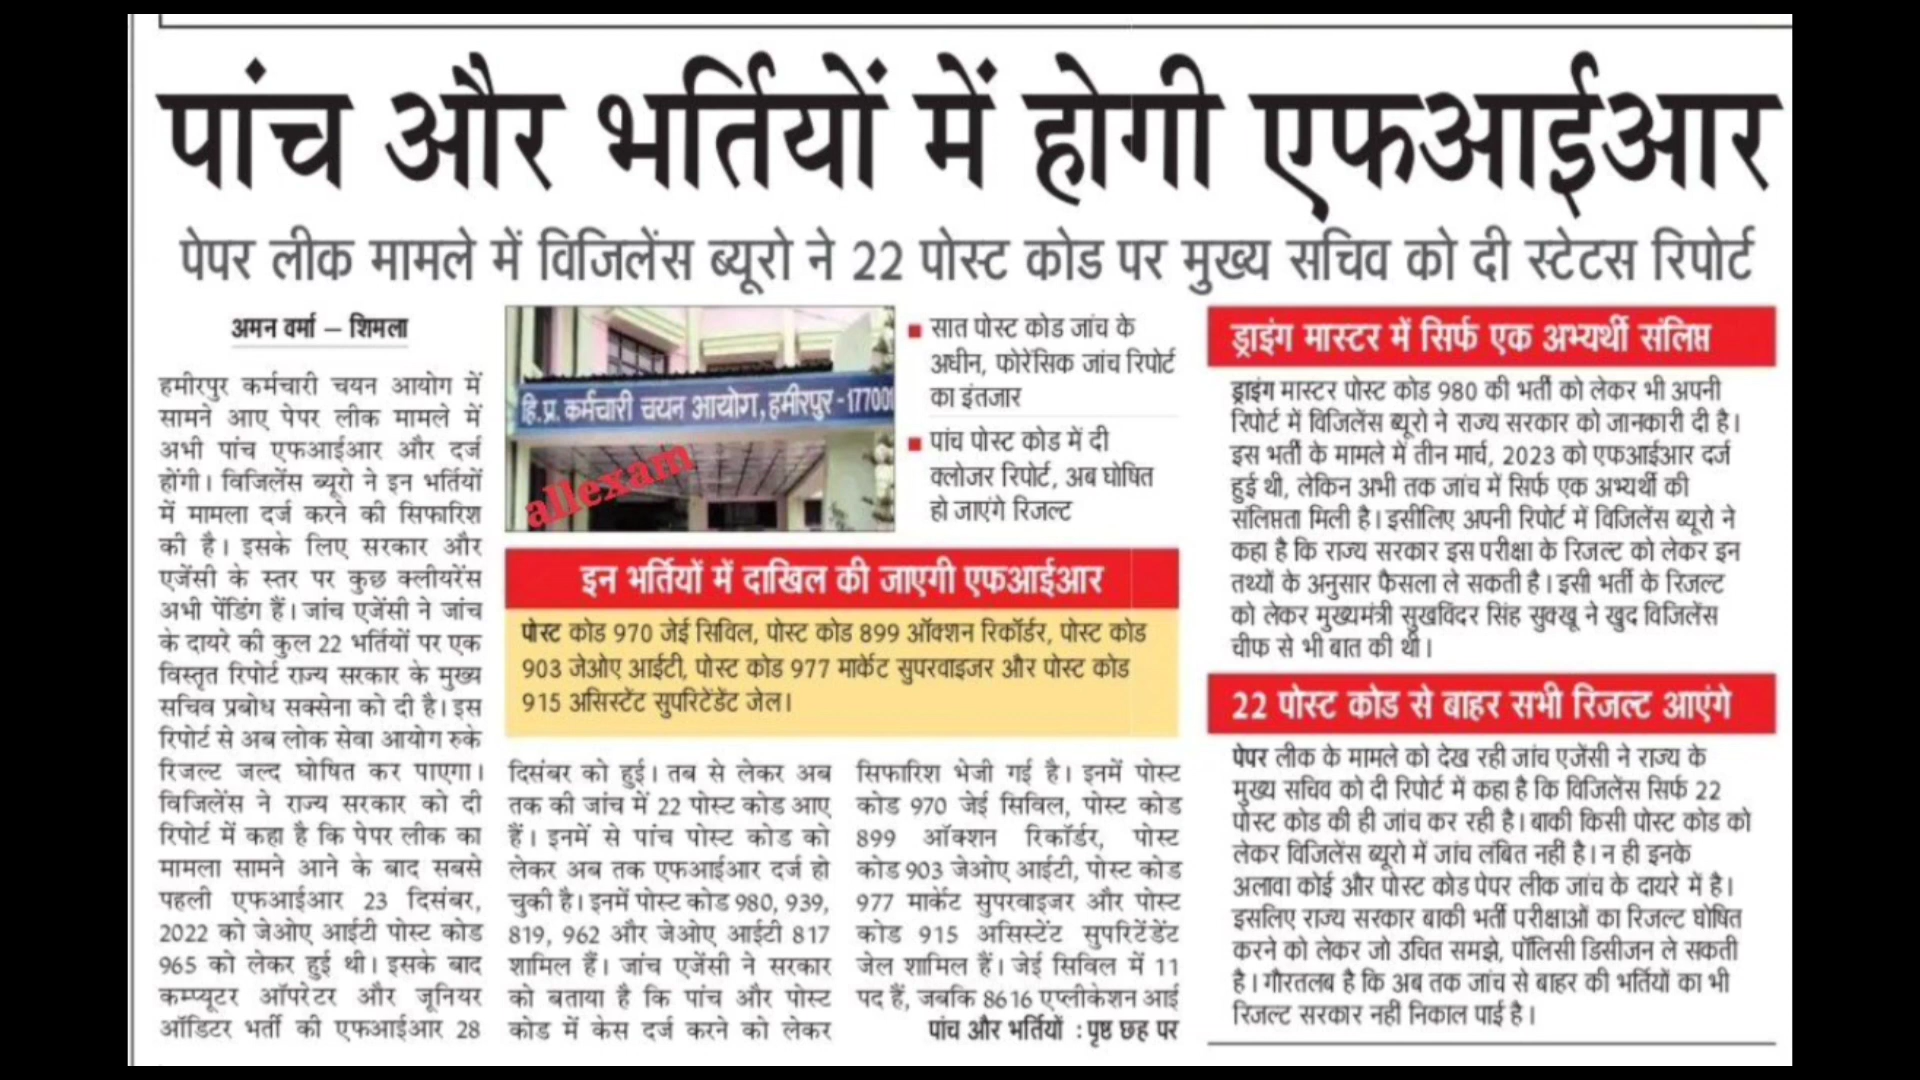 पांच और भर्तियों में होगी एफआईआर
पेपर लीक मामले में विजिलेंस ब्यूरो ने 22 पोस्ट कोड पर मुख्य सचिव को दी स्टेटस रिपोर्ट
अमन वर्मा – शिमला
हमीरपुर कर्मचारी चयन आयोग में
सामने आए पेपर लीक मामले में
अभी पांच एफआईआर और दर्ज
होंगी। विजिलेंस ब्यूरो ने इन भर्तियों
में मामला दर्ज करने की सिफारिश
की है। इसके लिए सरकार और
एजेंसी के स्तर पर कुछ क्लीयरेंस
अभी पेंडिंग हैं। जांच एजेंसी ने जांच
के दायरे की कुल 22 भर्तियों पर एक
विस्तृत रिपोर्ट राज्य सरकार के मुख्य
सचिव प्रबोध सक्सेना को दी है। इस
रिपोर्ट से अब लोक सेवा आयोग रुके
रिजल्ट जल्द घोषित कर पाएगा।
विजिलेंस ने राज्य सरकार को दी
रिपोर्ट में कहा है कि पेपर लीक का
मामला सामने आने के बाद सबसे
पहली एफआईआर 23 दिसंबर,
2022 को जेओए आईटी पोस्ट कोड
965 को लेकर हुई थी। इसके बाद
कम्प्यूटर ऑपरेटर और जूनियर
ऑडिटर भर्ती की एफआईआर 28
हि.प्र. कर्मचारी चयन आयोग, हमीरपुर -177001
allexam
सात पोस्ट कोड जांच के
अधीन, फोरेंसिक जांच रिपोर्ट
का इंतजार
पांच पोस्ट कोड में दी
क्लोजर रिपोर्ट, अब घोषित
हो जाएंगे रिजल्ट
इन भर्तियों में दाखिल की जाएगी एफआईआर
पोस्ट कोड 970 जेई सिविल, पोस्ट कोड 899 ऑक्शन रिकॉर्डर, पोस्ट कोड
903 जेओए आईटी, पोस्ट कोड 977 मार्केट सुपरवाइजर और पोस्ट कोड
915 असिस्टेंट सुपरिटेंडेंट जेल।
दिसंबर को हुई। तब से लेकर अब
तक की जांच में 22 पोस्ट कोड आए
हैं। इनमें से पांच पोस्ट कोड को
लेकर अब तक एफआईआर दर्ज हो
चुकी है। इनमें पोस्ट कोड 980, 939,
819, 962 और जेओए आईटी 817
शामिल हैं। जांच एजेंसी ने सरकार
को बताया है कि पांच और पोस्ट
कोड में केस दर्ज करने को लेकर
सिफारिश भेजी गई है। इनमें पोस्ट
कोड 970 जेई सिविल, पोस्ट कोड
899 ऑक्शन रिकॉर्डर, पोस्ट
कोड 903 जेओए आईटी, पोस्ट कोड
977 मार्केट सुपरवाइजर और पोस्ट
कोड 915 असिस्टेंट सुपरिटेंडेंट
जेल शामिल हैं। जेई सिविल में 11
पद हैं, जबकि 8616 एप्लीकेशन आई
पांच और भर्तियों : पृष्ठ छह पर
ड्राइंग मास्टर में सिर्फ एक अभ्यर्थी संलिप्त
ड्राइंग मास्टर पोस्ट कोड 980 की भर्ती को लेकर भी अपनी
रिपोर्ट में विजिलेंस ब्यूरो ने राज्य सरकार को जानकारी दी है।
इस भर्ती के मामले में तीन मार्च, 2023 को एफआईआर दर्ज
हुई थी, लेकिन अभी तक जांच में सिर्फ एक अभ्यर्थी की
संलिप्तता मिली है। इसीलिए अपनी रिपोर्ट में विजिलेंस ब्यूरो ने
कहा है कि राज्य सरकार इस परीक्षा के रिजल्ट को लेकर इन
तथ्यों के अनुसार फैसला ले सकती है। इसी भर्ती के रिजल्ट
को लेकर मुख्यमंत्री सुखविंदर सिंह सुक्खू ने खुद विजिलेंस
चीफ से भी बात की थी।
22 पोस्ट कोड से बाहर सभी रिजल्ट आएंगे
पेपर लीक के मामले को देख रही जांच एजेंसी ने राज्य के
मुख्य सचिव को दी रिपोर्ट में कहा है कि विजिलेंस सिर्फ 22
पोस्ट कोड की ही जांच कर रही है। बाकी किसी पोस्ट कोड को
लेकर विजिलेंस ब्यूरो में जांच लंबित नहीं है। न ही इनके
अलावा कोई और पोस्ट कोड पेपर लीक जांच के दायरे में है।
इसलिए राज्य सरकार बाकी भर्ती परीक्षाओं का रिजल्ट घोषित
करने को लेकर जो उचित समझे, पॉलिसी डिसीजन ले सकती
है। गौरतलब है कि अब तक जांच से बाहर की भर्तियों का भी
रिजल्ट सरकार नहीं निकाल पाई है।